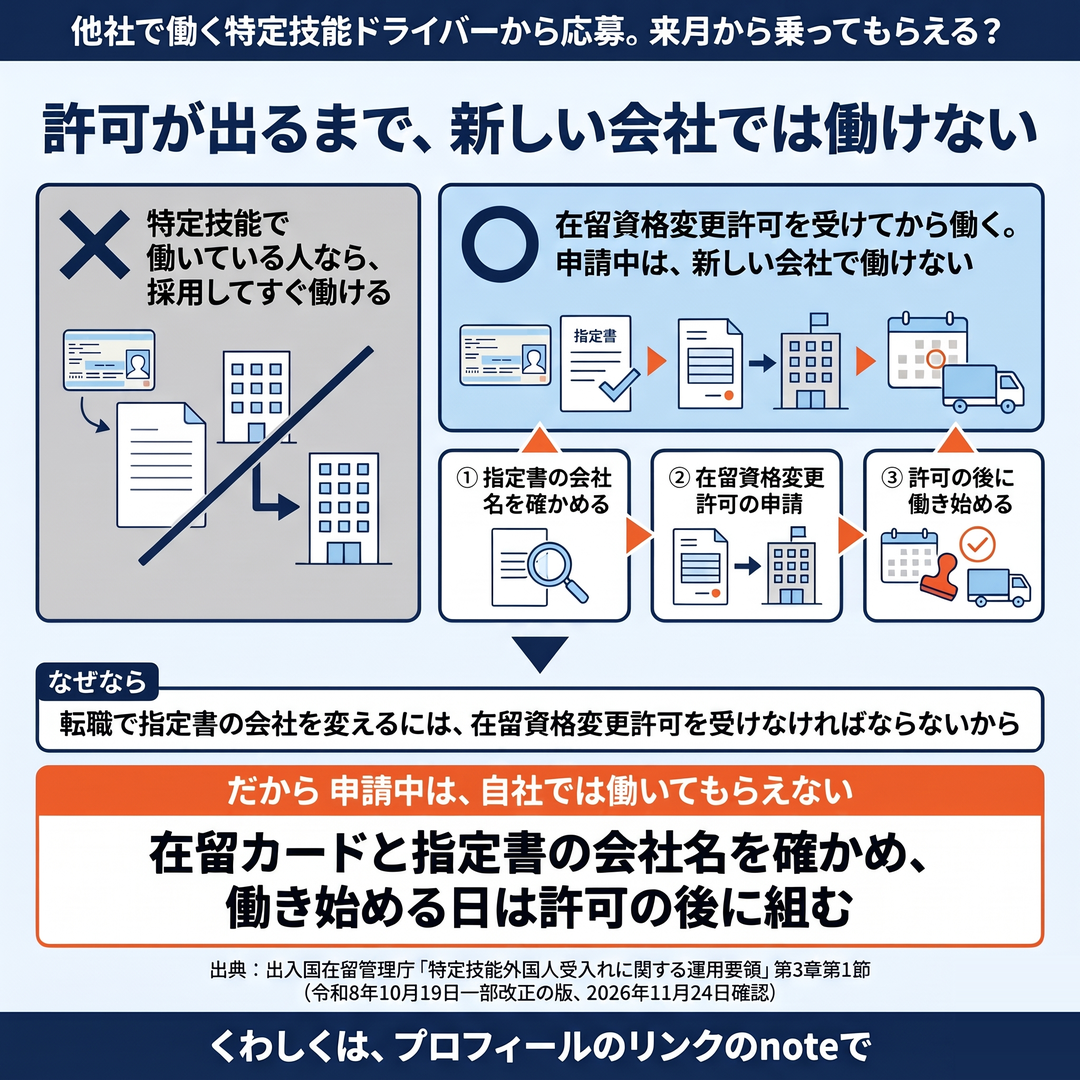 他社で働く特定技能ドライバーから応募。来月から乗ってもらえる？
許可が出るまで、新しい会社では働けない
特定技能で
働いている人なら、
採用してすぐ働ける
在留資格変更許可を受けてから働く。
申請中は、新しい会社で働けない
指定書
① 指定書の会社
名を確かめる
② 在留資格変更
許可の申請
③ 許可の後に
働き始める
なぜなら
転職で指定書の会社を変えるには、在留資格変更許可を受けなければならないから
だから 申請中は、自社では働いてもらえない
在留カードと指定書の会社名を確かめ、
働き始める日は許可の後に組む
出典：出入国在留管理庁「特定技能外国人受入れに関する運用要領」第3章第1節
（令和8年10月19日一部改正の版、2026年11月24日確認）
くわしくは、プロフィールのリンクのnoteで